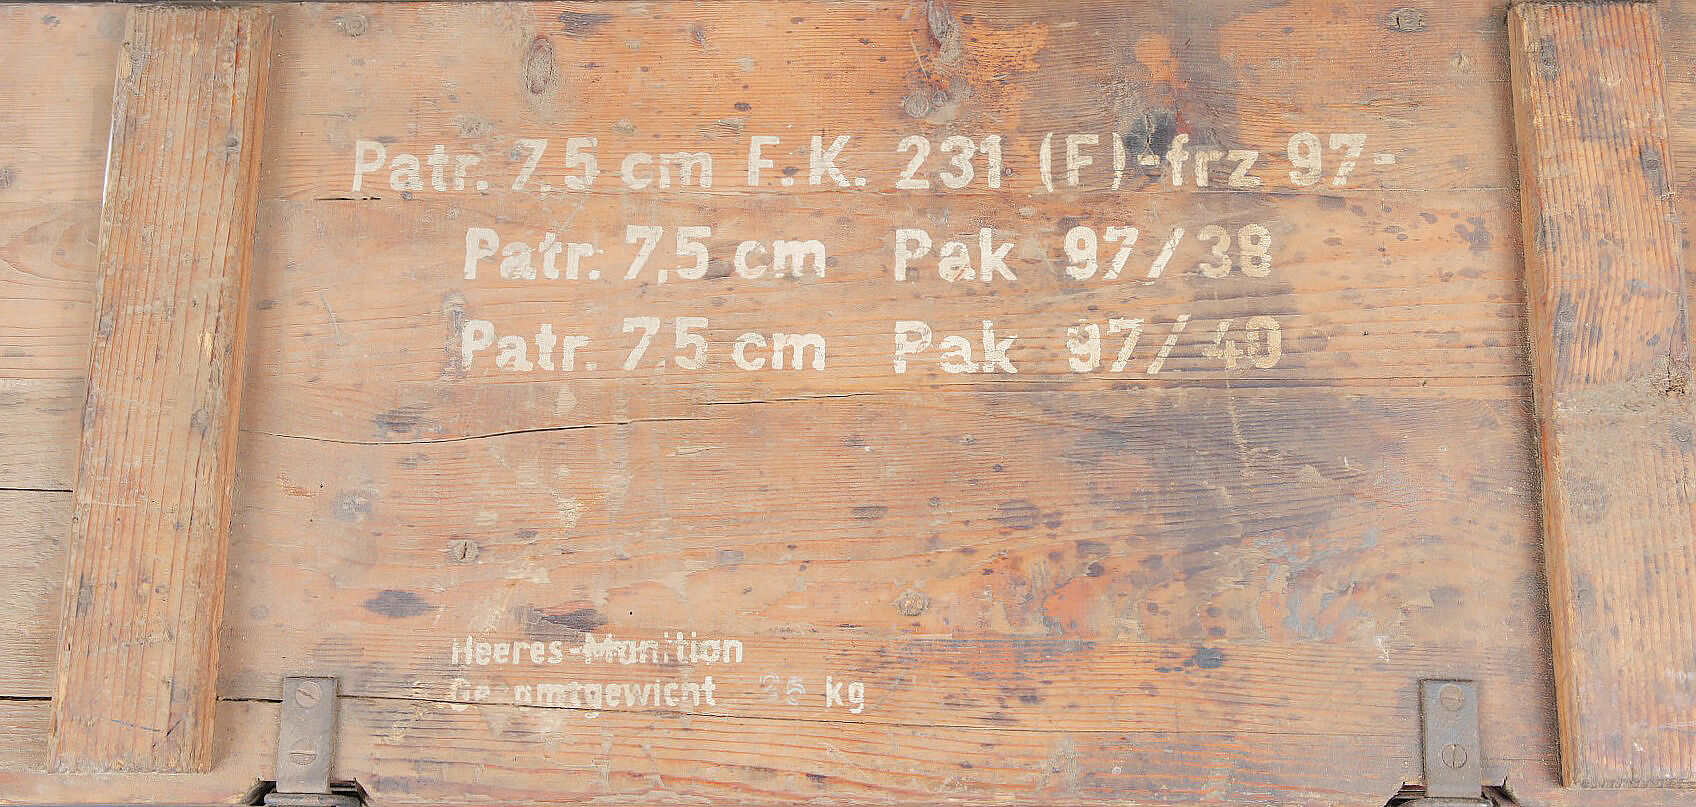 Patr. 7,5 cm F.K. 231 (F)-frz 97-
Patr. 7,5 cm Pak 97/38
Patr. 7,5 cm Pak 97/40
Heeres-Munition
Gesamtgewicht kg